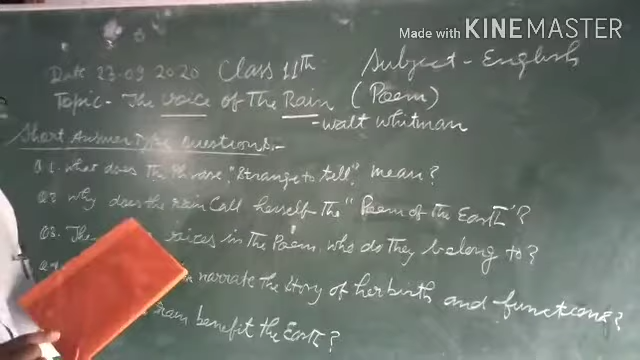 Made with KINEMASTER
Date 23-09 2020 Class 11th Subject - English
Topic - The Voice of The Rain (Poem)
- Walt Whitman
Short Answer Type Questions:-
Q1. What does The Phrase, "Strange to tell" mean?
Q2 Why does the rain Call herself The "Poem of The Earth"?
Q3. The voices in The Poem, who do They belong to?
Q4 narrate the story of her birth and functions?
rain benefit the Earth?